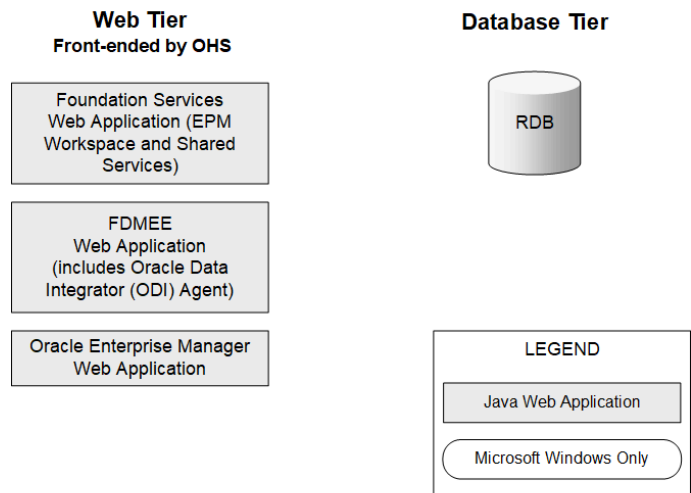 Web Tier
Front-ended by OHS
Foundation Services
Web Application (EPM
Workspace and Shared
Services)
FDMEE
Web Application
(includes Oracle Data
Integrator (ODI) Agent)
Oracle Enterprise Manager
Web Application
Database Tier
RDB
LEGEND
Java Web Application
Microsoft Windows Only